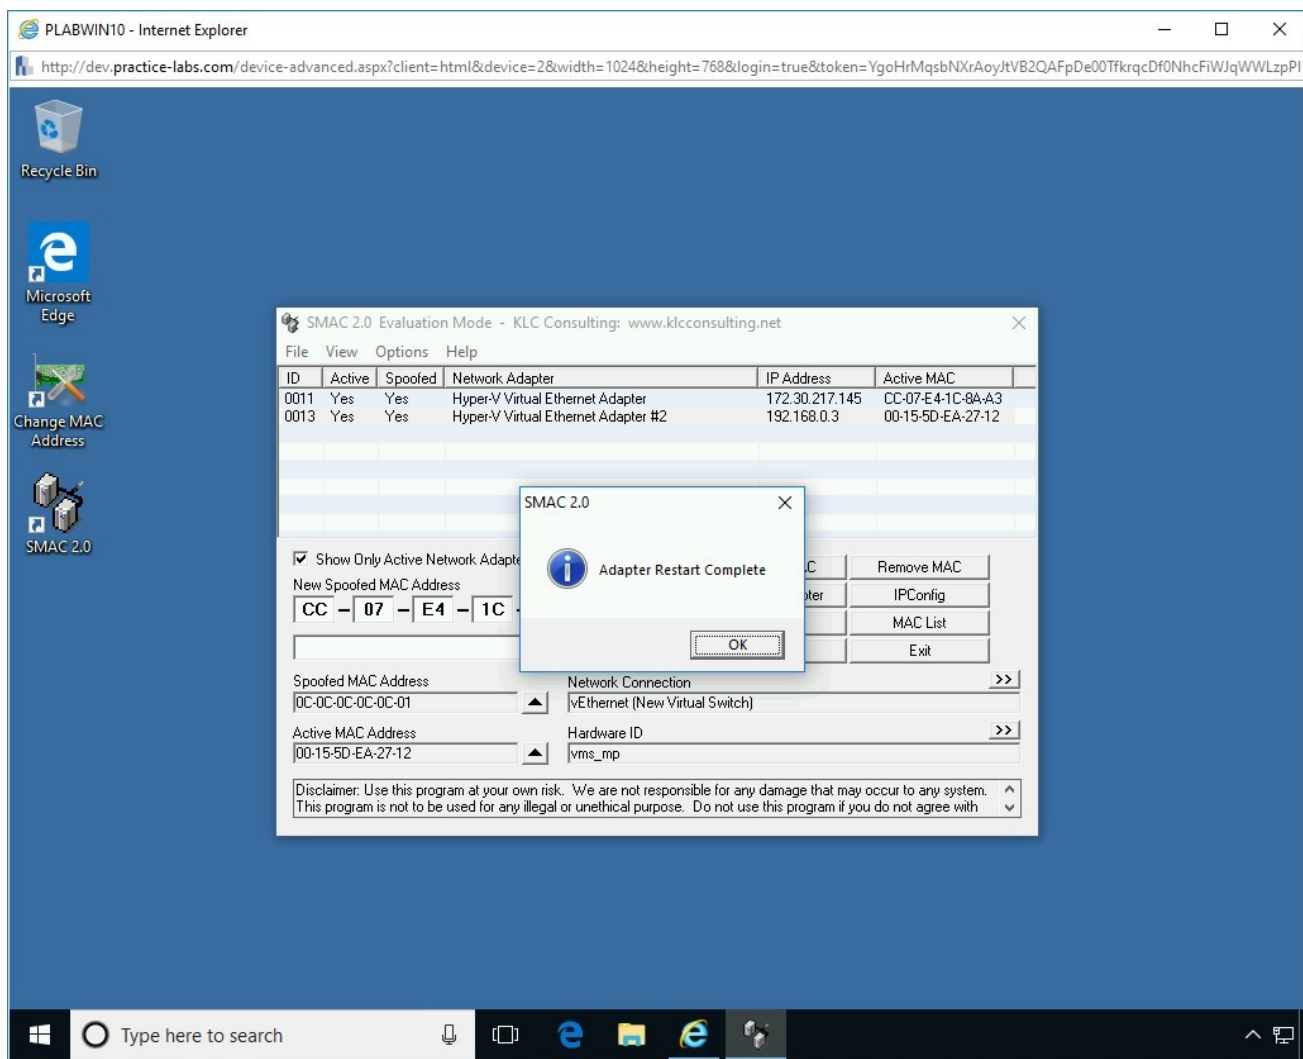 PLABWIN10 - Internet Explorer
http://dev.practice-labs.com/device-advanced.aspx?client=html&device=2&width=1024&height=768&login=true&token=YgoHrMqsbNXrAoyJtVB2QAFpDe00TfkrqcDf0NhcFiWJqWWLzpPl
Recycle Bin
Microsoft
Edge
Change MAC
Address
SMAC 2.0
SMAC 2.0 Evaluation Mode - KLC Consulting: www.klcconsulting.net
File View Options Help
ID Active Spoofed Network Adapter IP Address Active MAC
0011 Yes Yes Hyper-V Virtual Ethernet Adapter 172.30.217.145 CC-07-E4-1C-8A-A3
0013 Yes Yes Hyper-V Virtual Ethernet Adapter #2 192.168.0.3 00-15-5D-EA-27-12
SMAC 2.0
Adapter Restart Complete
OK
Show Only Active Network Adapte
New Spoofed MAC Address
CC - 07 - E4 - 1C -
Remove MAC
IPConfig
MAC List
Exit
Spoofed MAC Address
0C-0C-0C-0C-0C-01
Network Connection >>
vEthernet (New Virtual Switch)
Active MAC Address
00-15-5D-EA-27-12
Hardware ID >>
vms_mp
Disclaimer: Use this program at your own risk. We are not responsible for any damage that may occur to any system.
This program is not to be used for any illegal or unethical purpose. Do not use this program if you do not agree with
Type here to search